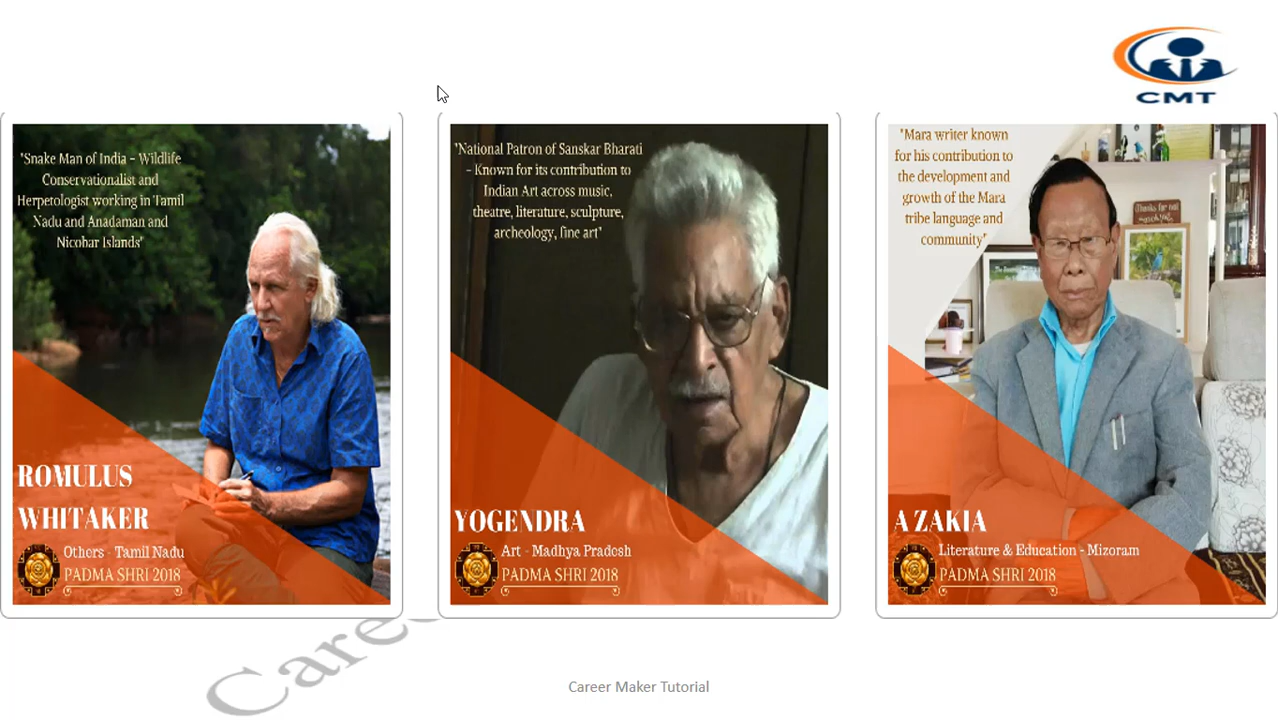 CMT
"Snake Man of India - Wildlife
Conservationalist and
Herpetologist working in Tamil
Nadu and Anadaman and
Nicobar Islands"
ROMULUS
WHITAKER
Others - Tamil Nadu
PADMA SHRI 2018
"National Patron of Sanskar Bharati
- Known for its contribution to
Indian Art across music,
theatre, literature, sculpture,
archeology, fine art"
YOGENDRA
Art - Madhya Pradesh
PADMA SHRI 2018
"Mara writer known
for his contribution to
the development and
growth of the Mara
tribe language and
community"
Thanks for not
A ZAKIA
Literature & Education - Mizoram
PADMA SHRI 2018
Caree
Career Maker Tutorial